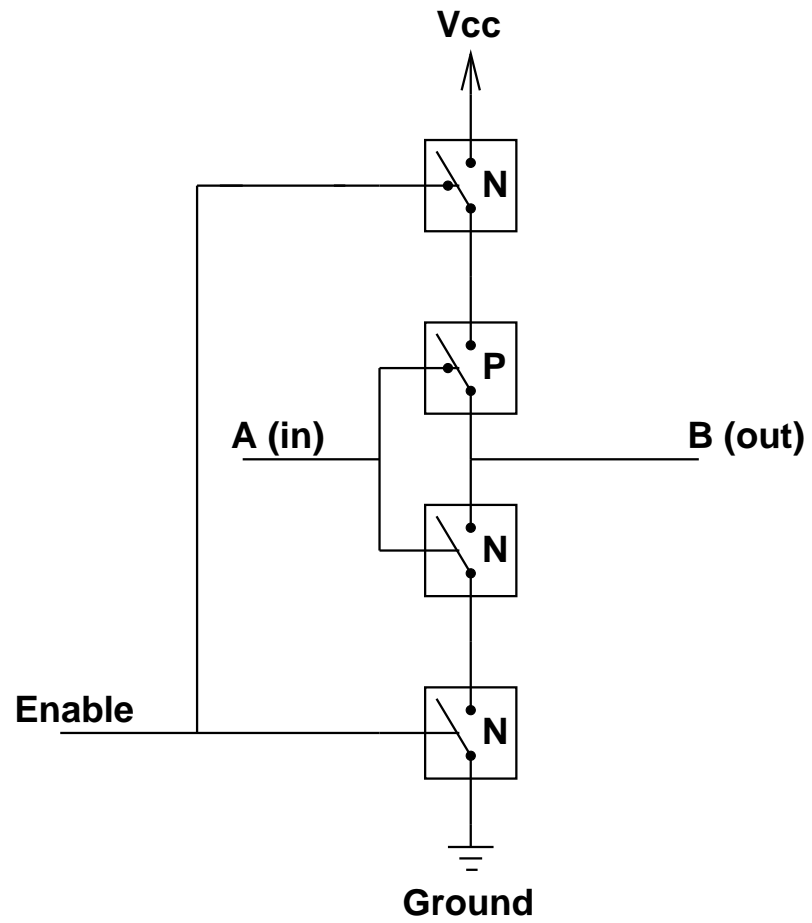 Vcc
N
P
A (in)
B (out)
N
Enable
N
Ground